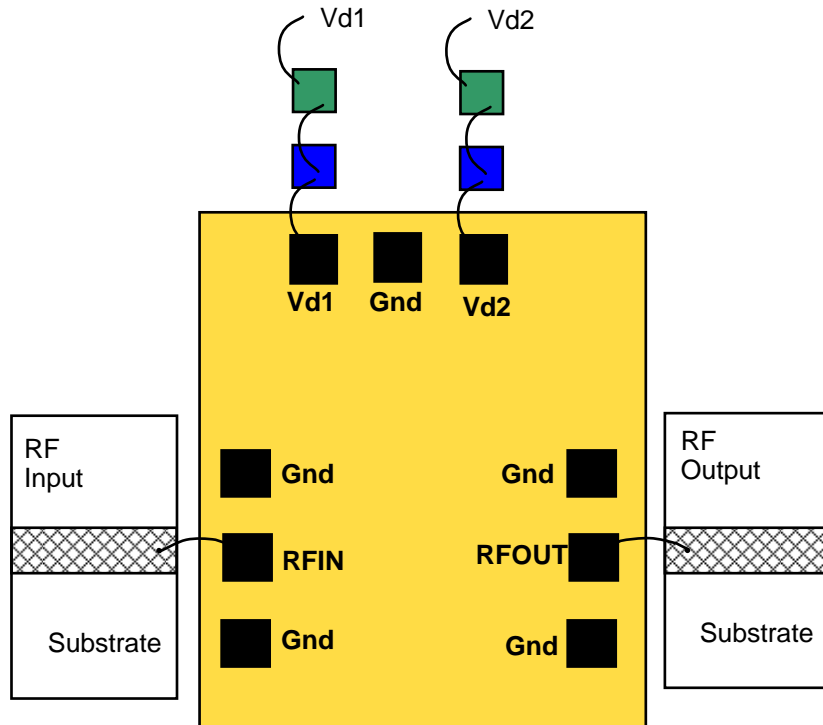 Vd1
Vd2
Vd1
Gnd
Vd2
RF
Input
Gnd
Gnd
RF
Output
RFIN
RFOUT
Substrate
Gnd
Gnd
Substrate